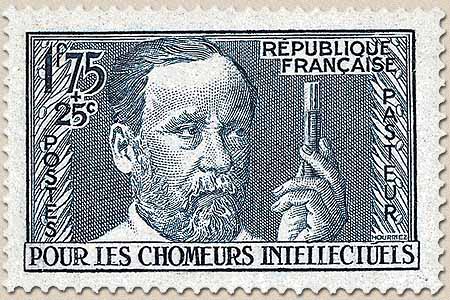 1F75
+25c
RÉPUBLIQUE
FRANÇAISE
POSTES
PASTEUR
POUR LES CHOMEURS INTELLECTUELS